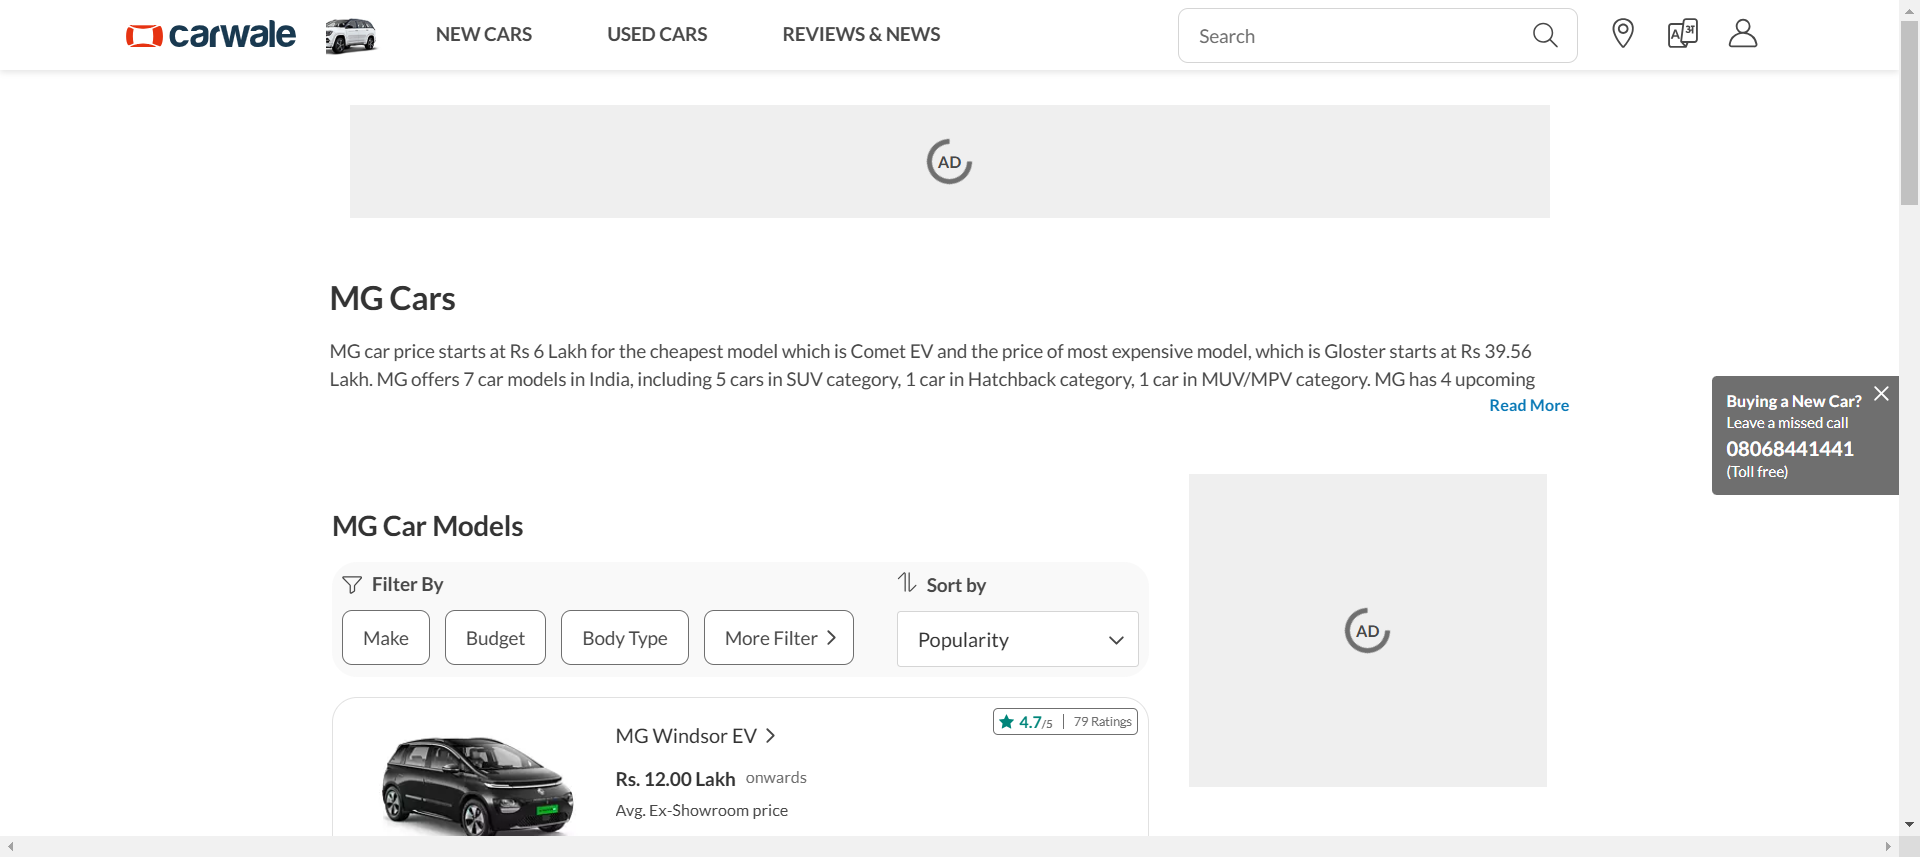 carwale
NEW CARS
USED CARS
REVIEWS & NEWS
Search
A अ
AD
MG Cars
MG car price starts at Rs 6 Lakh for the cheapest model which is Comet EV and the price of most expensive model, which is Gloster starts at Rs 39.56
Lakh. MG offers 7 car models in India, including 5 cars in SUV category, 1 car in Hatchback category, 1 car in MUV/MPV category. MG has 4 upcoming
Read More
Buying a New Car?
Leave a missed call
08068441441
(Toll free)
MG Car Models
Filter By
Make
Budget
Body Type
More Filter
Sort by
Popularity
AD
MG Windsor EV
4.7/5 | 79 Ratings
Rs. 12.00 Lakh onwards
Avg. Ex-Showroom price